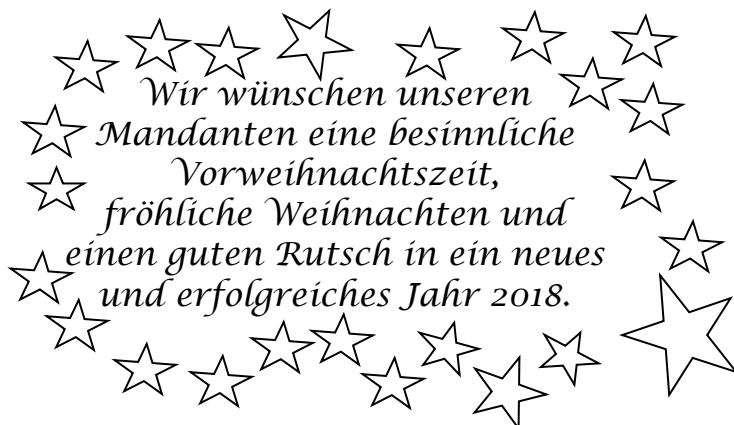 Wir wünschen unseren
Mandanten eine besinnliche
Vorweihnachtszeit,
fröhliche Weihnachten und
einen guten Rutsch in ein neues
und erfolgreiches Jahr 2018.